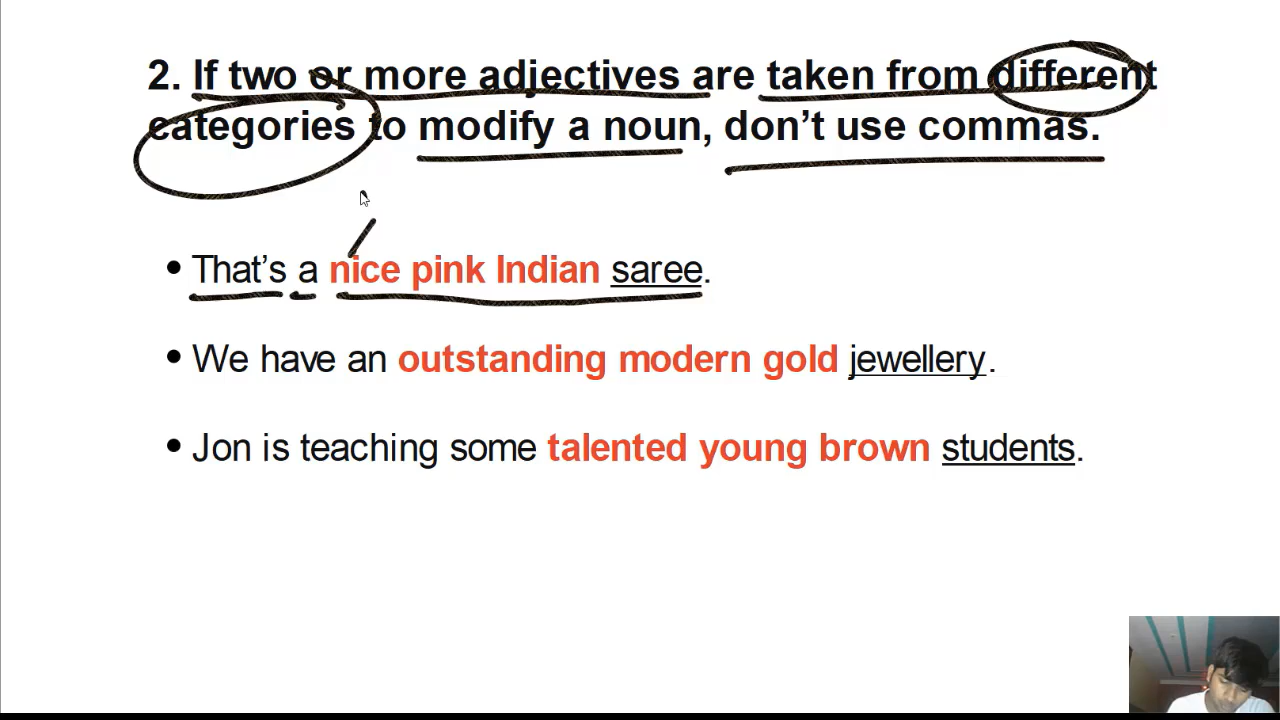 2. If two or more adjectives are taken from different
categories to modify a noun, don’t use commas.
• That’s a nice pink Indian saree.
• We have an outstanding modern gold jewellery.
• Jon is teaching some talented young brown students.